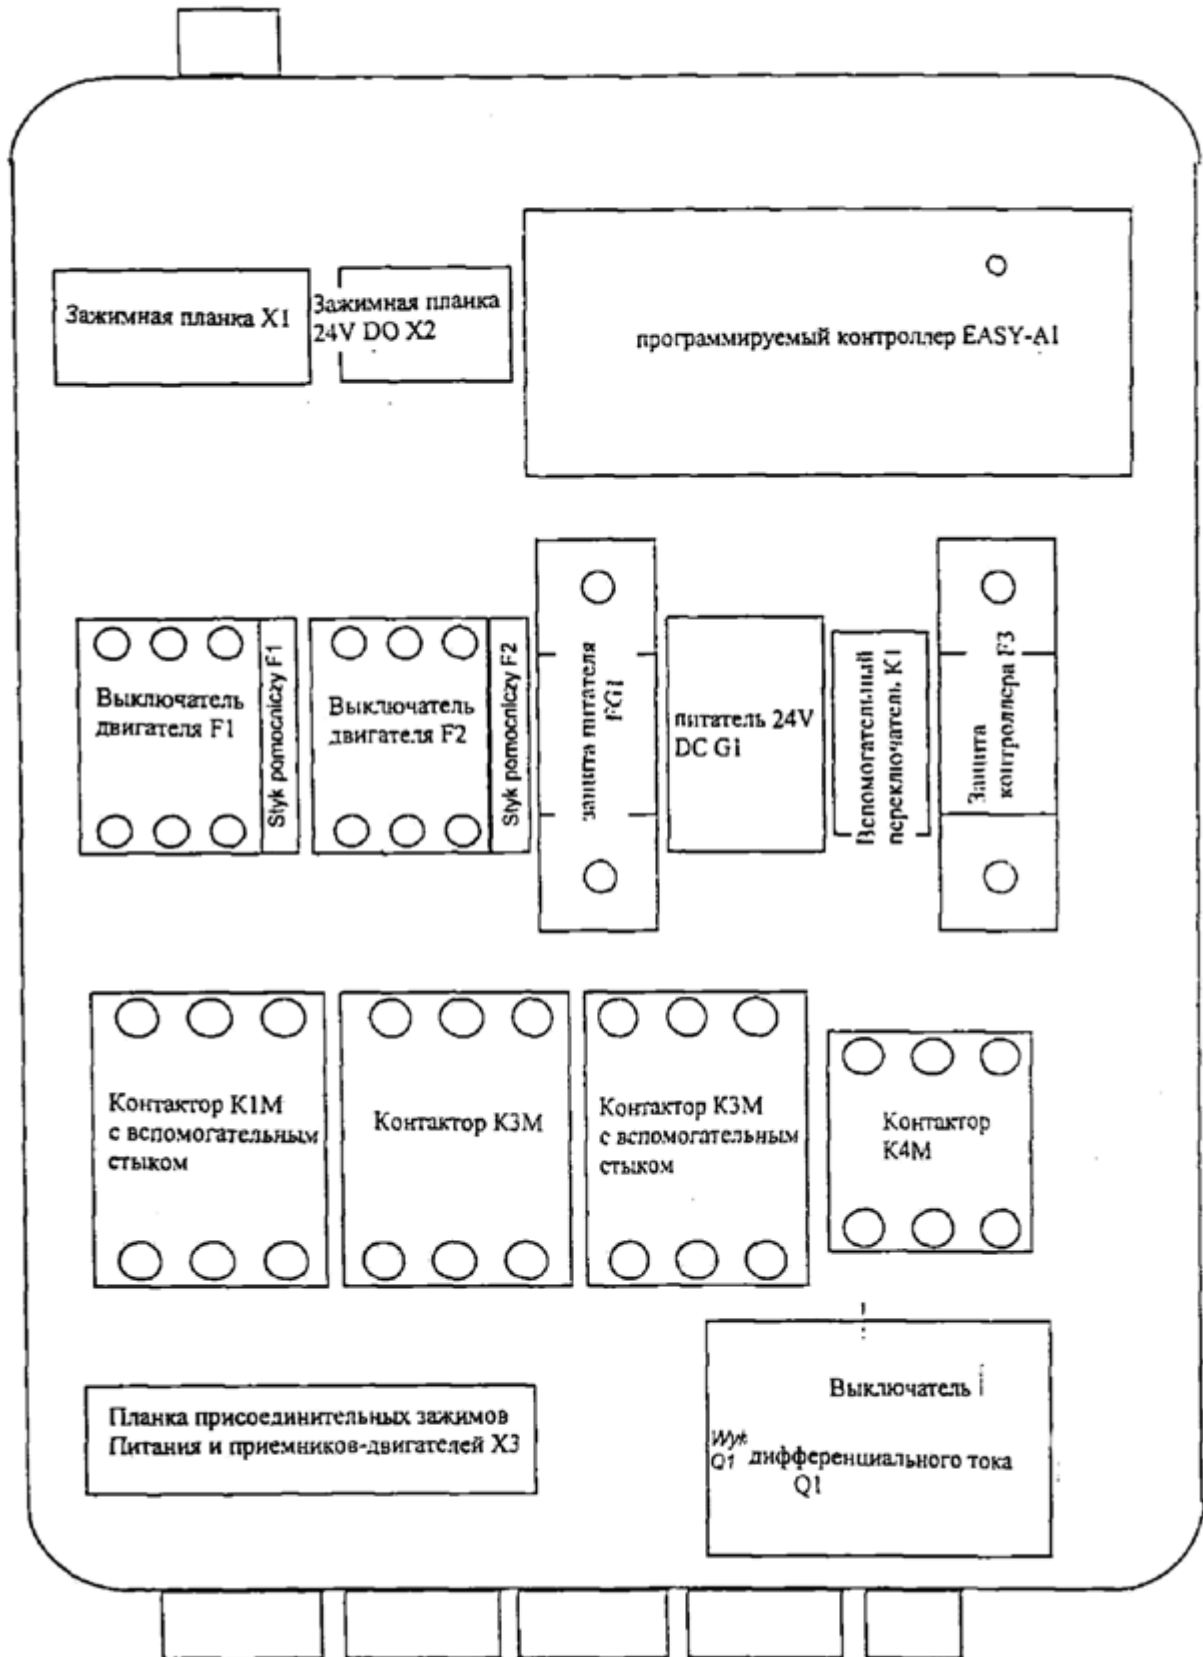 Зажимная планка X1
Зажимная планка
24V DO X2
программируемый контроллер EASY-A1
Выключатель
двигателя F1
Styk pomocniczy F1
Выключатель
двигателя F2
Styk pomocniczy F2
защита питателя
FG1
питатель 24V
DC G1
Вспомогательный
переключатель K1
Защита
контроллера F3
Контактор K1M
с вспомогательным
стыком
Контактор K3M
Контактор K3M
с вспомогательным
стыком
Контактор
K4M
Планка присоединительных зажимов
Питания и приемников-двигателей X3
Выключатель
Wył
Q1
дифференциального тока
Q1